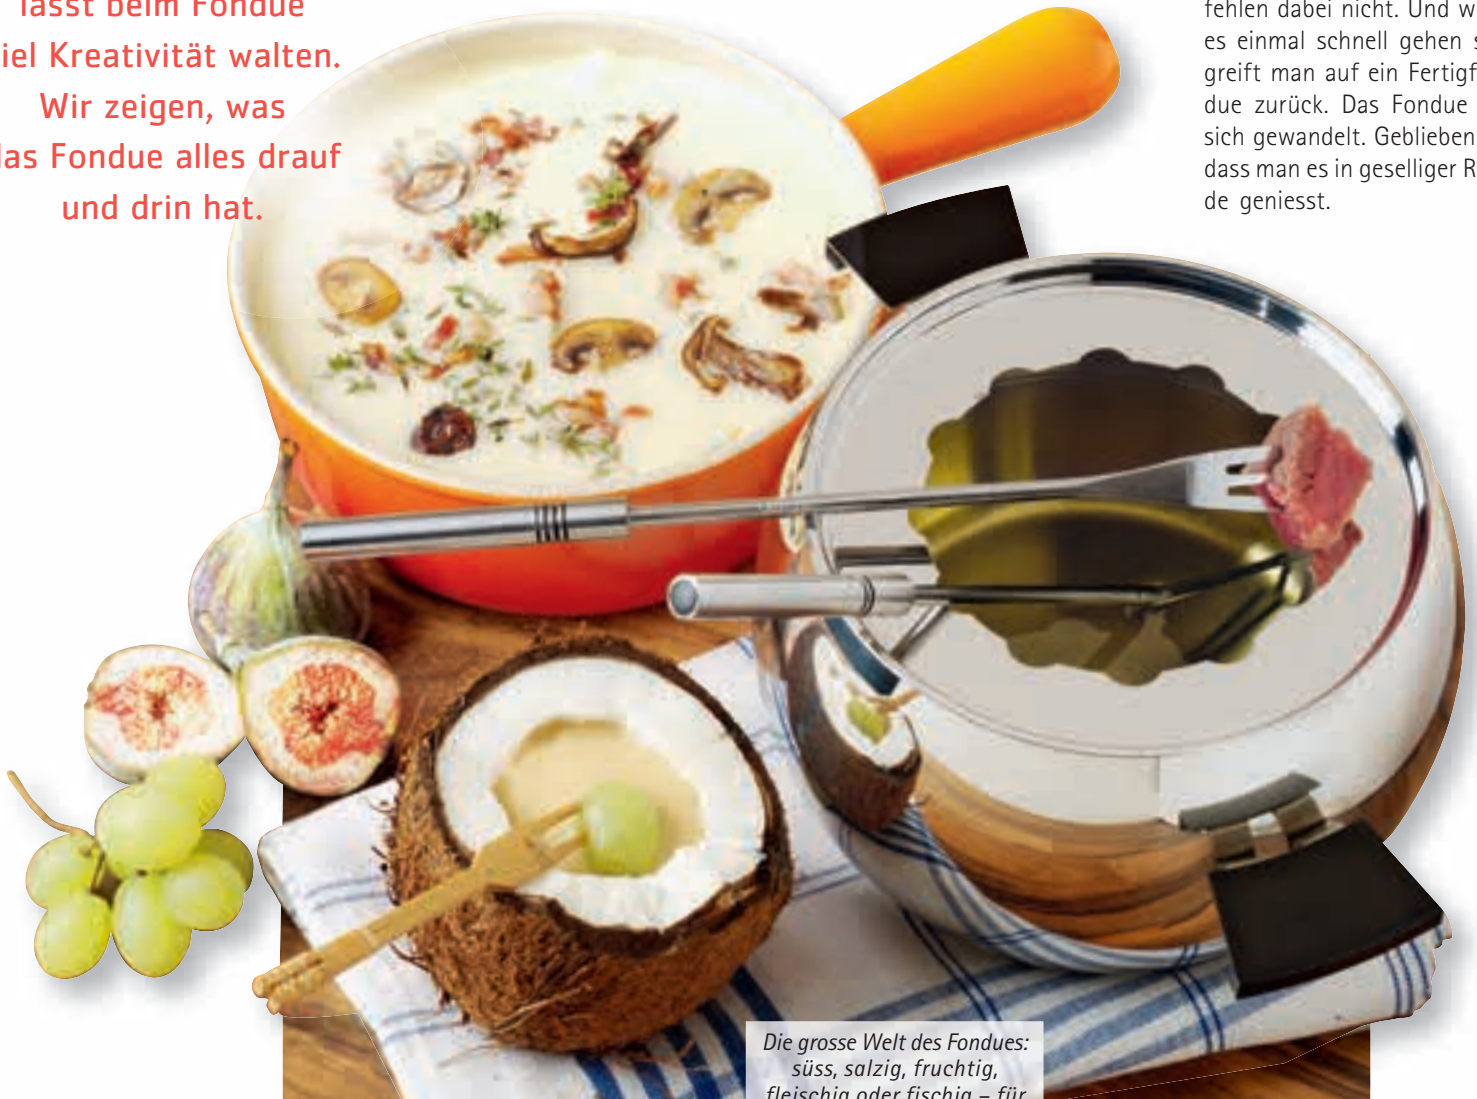 lässt beim Fondue
iel Kreativität walten.
Wir zeigen, was
das Fondue alles drauf
und drin hat.
fehlen dabei nicht. Und w
es einmal schnell gehen s
greift man auf ein Fertigf
due zurück. Das Fondue
sich gewandelt. Geblieben
dass man es in geselliger R
de geniesst.
Die grosse Welt des Fondues:
süss, salzig, fruchtig,
fleischig oder fischig – für